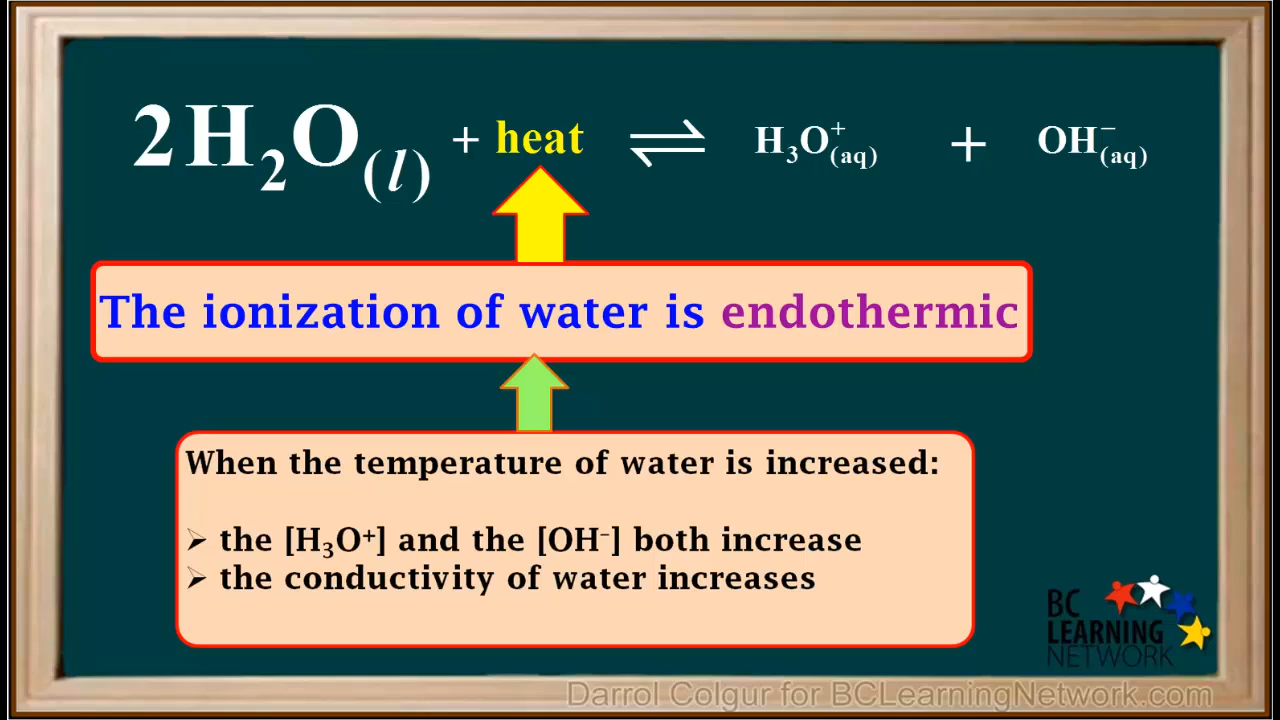 2H₂O₍l₎ + heat ⇌ H₃O⁺(aq) + OH⁻(aq)
The ionization of water is endothermic
When the temperature of water is increased:
➢ the [H₃O⁺] and the [OH⁻] both increase
➢ the conductivity of water increases
BC
LEARNING
NETWORK
Darrol Colgur for BCLearningNetwork.com